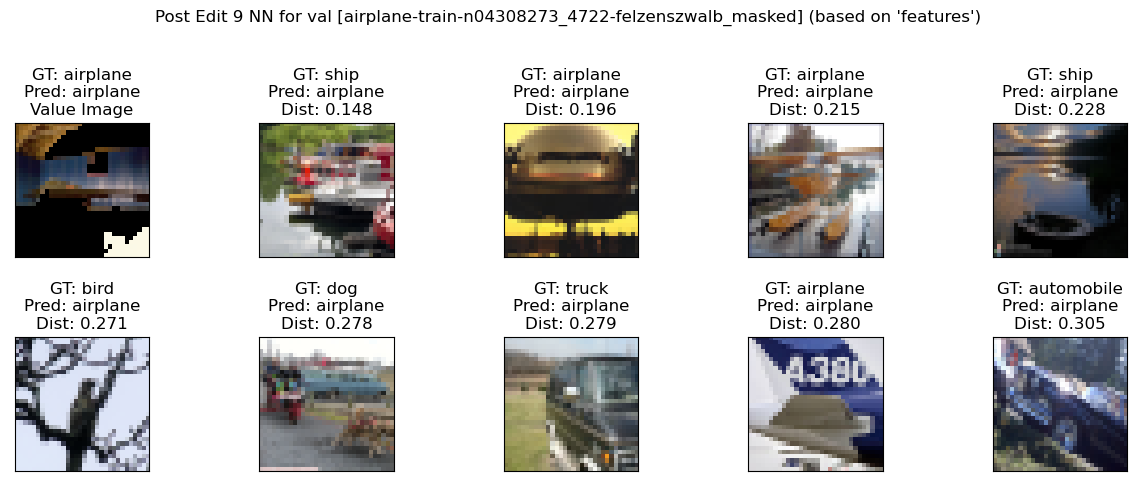 Post Edit 9 NN for val [airplane-train-n04308273_4722-felzenszwalb_masked] (based on 'features')
GT: airplane
Pred: airplane
Value Image
GT: ship
Pred: airplane
Dist: 0.148
GT: airplane
Pred: airplane
Dist: 0.196
GT: airplane
Pred: airplane
Dist: 0.215
GT: ship
Pred: airplane
Dist: 0.228
GT: bird
Pred: airplane
Dist: 0.271
GT: dog
Pred: airplane
Dist: 0.278
GT: truck
Pred: airplane
Dist: 0.279
GT: airplane
Pred: airplane
Dist: 0.280
A380
GT: automobile
Pred: airplane
Dist: 0.305